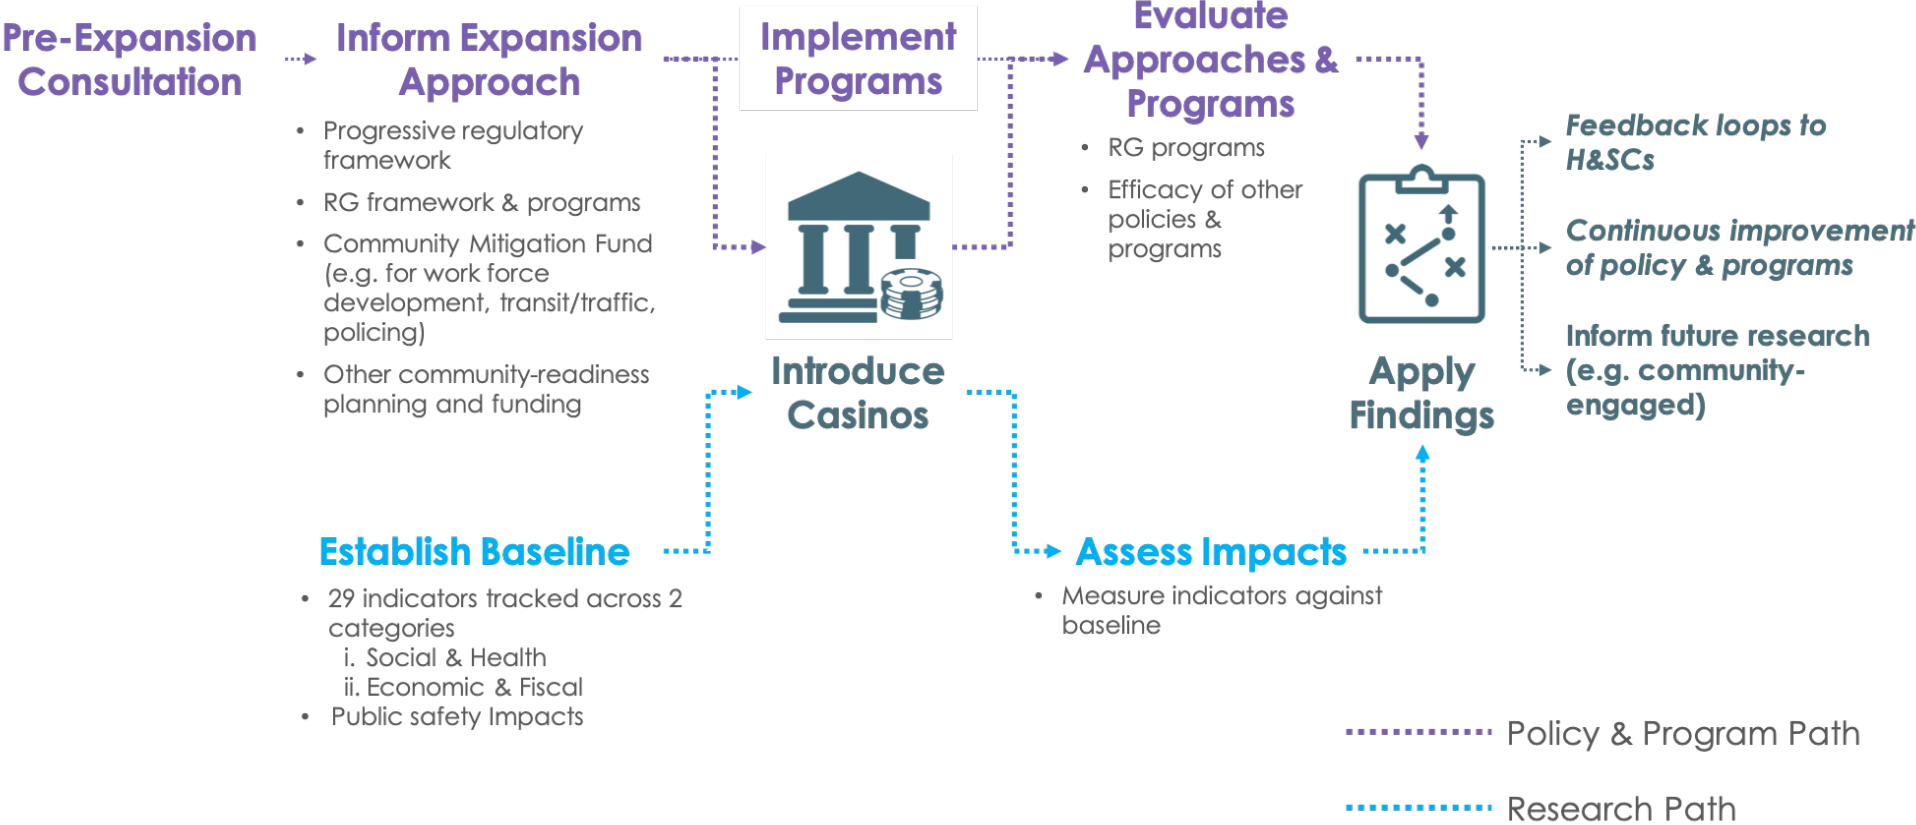 Pre-Expansion
Consultation
Inform Expansion
Approach
• Progressive regulatory
framework
• RG framework & programs
• Community Mitigation Fund
(e.g. for work force
development, transit/traffic,
policing)
• Other community-readiness
planning and funding
Implement
Programs
Introduce
Casinos
Evaluate
Approaches &
Programs
• RG programs
• Efficacy of other
policies &
programs
Apply
Findings
Feedback loops to
H&SCs
Continuous improvement
of policy & programs
Inform future research
(e.g. community-
engaged)
Establish Baseline
• 29 indicators tracked across 2
categories
i. Social & Health
ii. Economic & Fiscal
• Public safety Impacts
Assess Impacts
• Measure indicators against
baseline
Policy & Program Path
Research Path